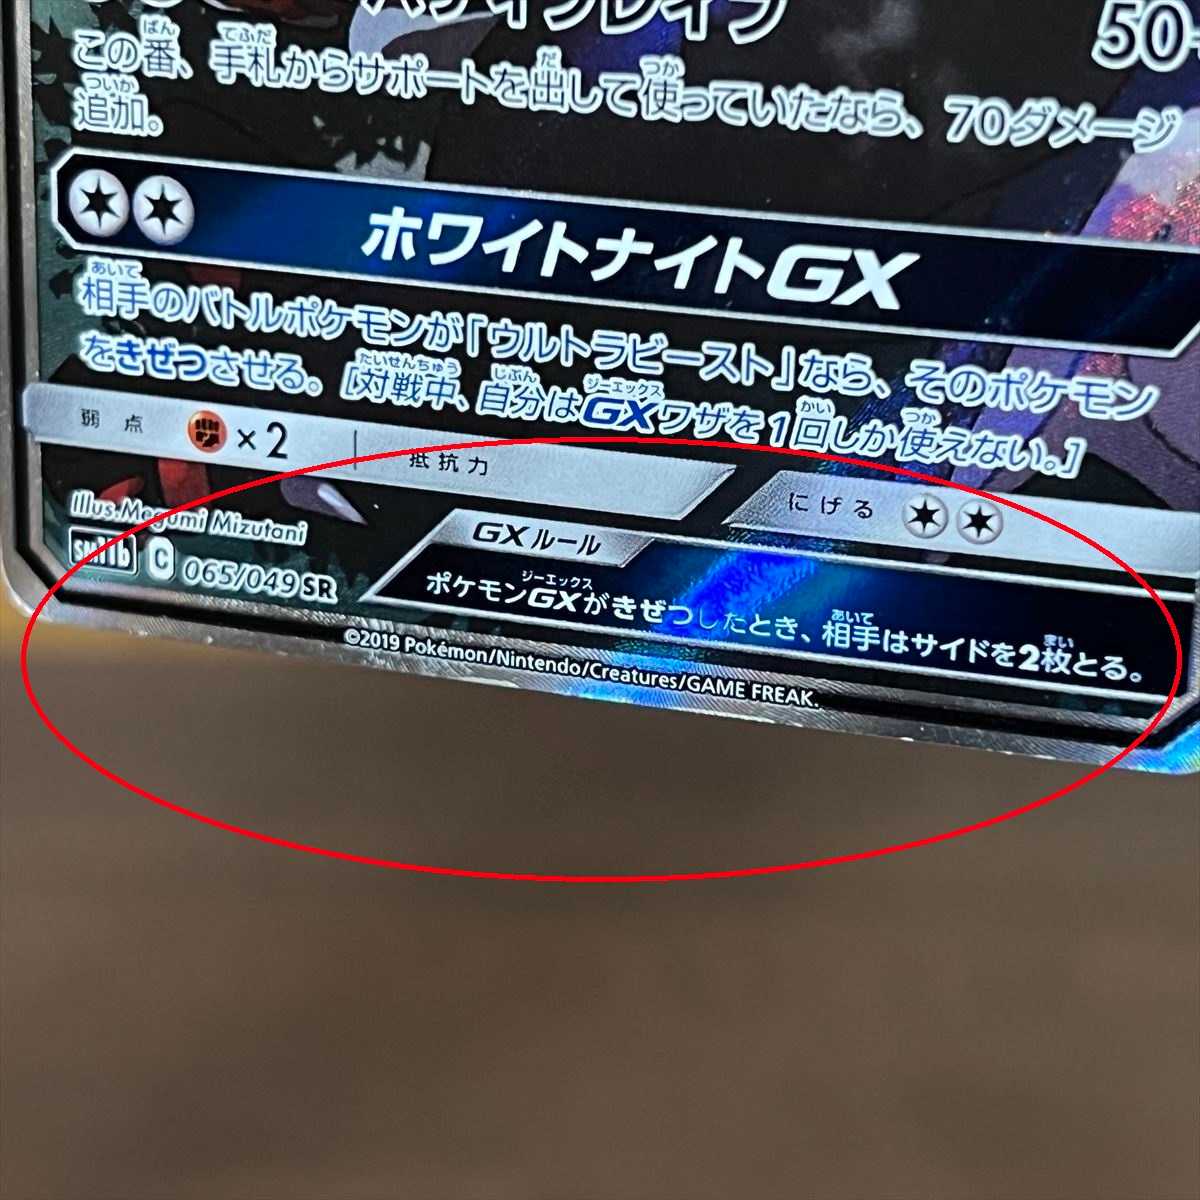 50
この番、手札からサポートを出して使っていたなら、70ダメージ
追加。
ホワイトナイトGX
相手のバトルポケモンが「ウルトラビースト」なら、そのポケモン
をきぜつさせる。[対戦中、自分はGXワザを1回しか使えない。]
弱点 ×2 抵抗力 にげる
Illus.Megumi Mizutani
GXルール
sm11b C 065/049 SR
ポケモンGXがきぜつしたとき、相手はサイドを2枚とる。
©2019 Pokémon/Nintendo/Creatures/GAME FREAK.